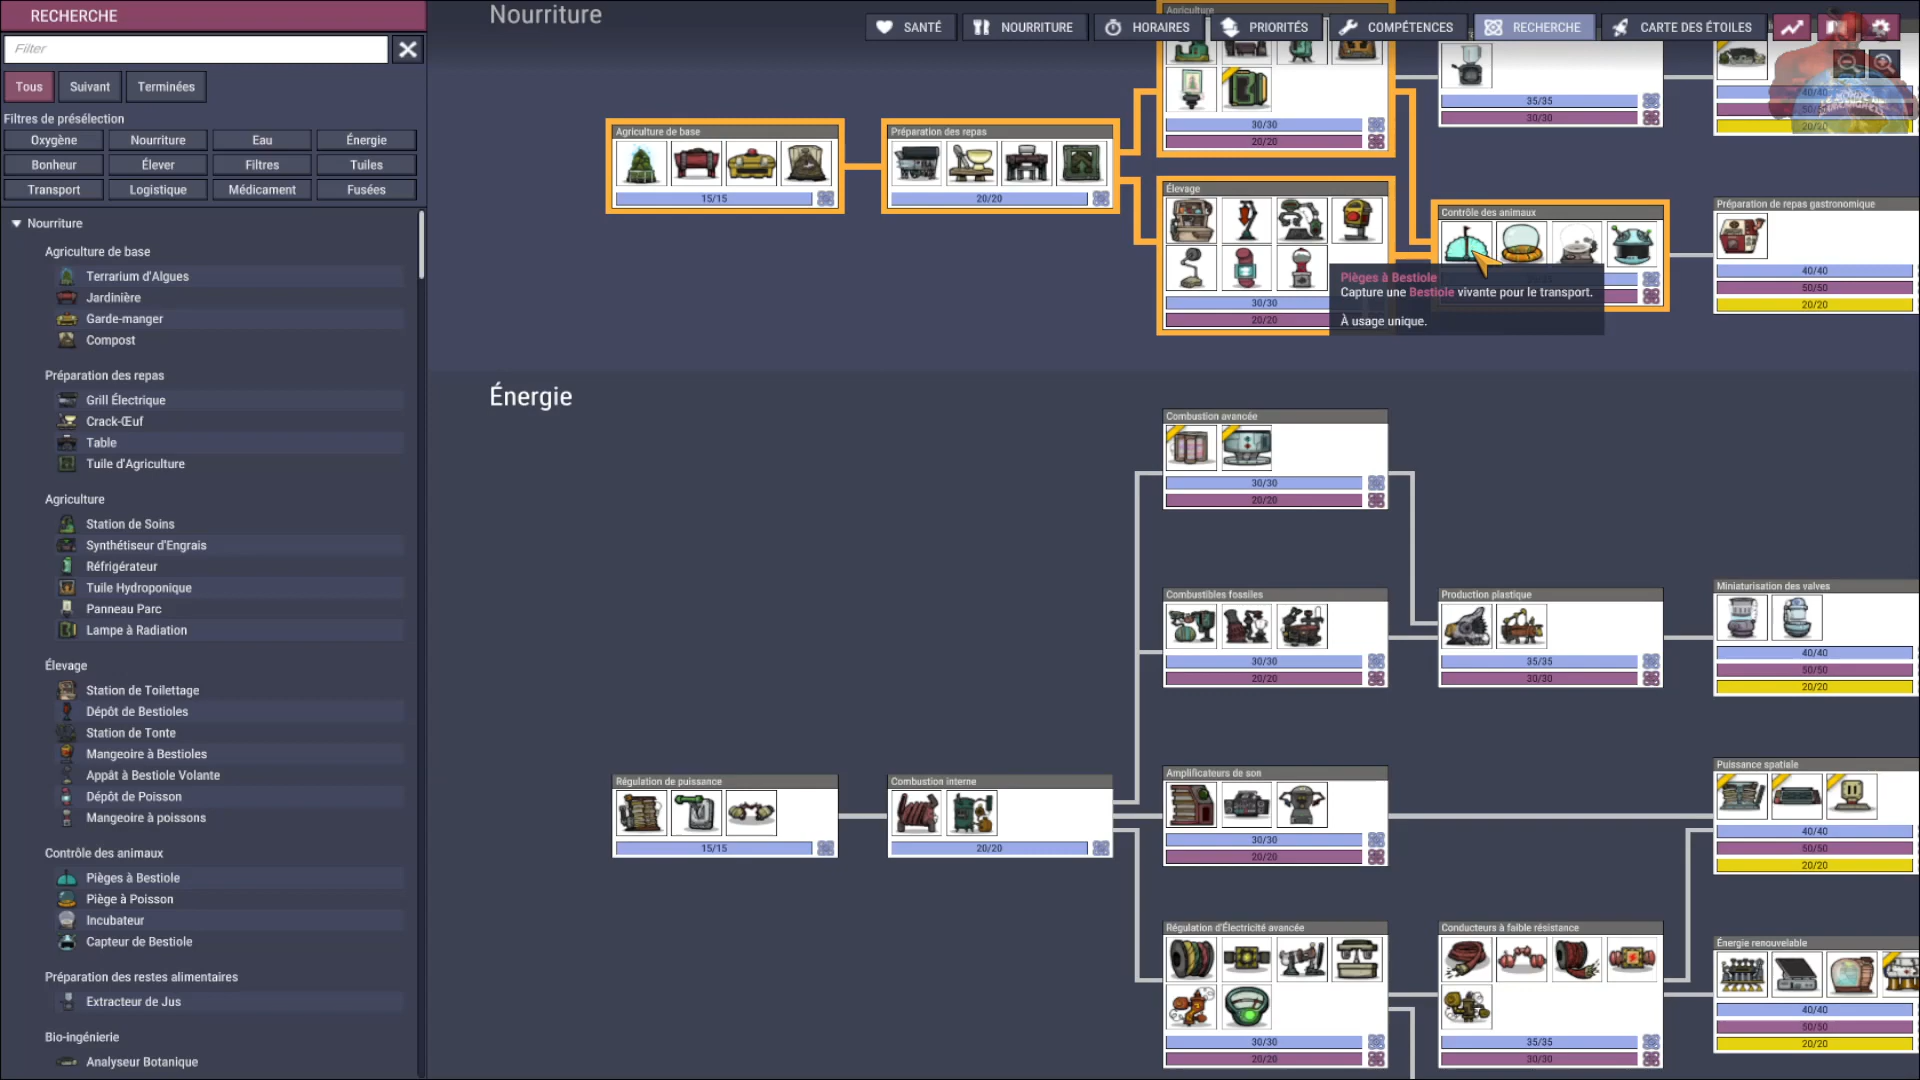 RECHERCHE
Filter
Tous
Suivant
Terminées
Filtres de présélection
Oxygène
Nourriture
Eau
Énergie
Bonheur
Élever
Filtres
Tuiles
Transport
Logistique
Médicament
Fusées
Nourriture
Agriculture de base
Terrarium d'Algues
Jardinière
Garde-manger
Compost
Préparation des repas
Grill Électrique
Crack-Œuf
Table
Tuile d'Agriculture
Agriculture
Station de Soins
Synthétiseur d'Engrais
Réfrigérateur
Tuile Hydroponique
Panneau Parc
Lampe à Radiation
Élevage
Station de Toilettage
Dépôt de Bestioles
Station de Tonte
Mangeoire à Bestioles
Appât à Bestiole Volante
Dépôt de Poisson
Mangeoire à poissons
Contrôle des animaux
Pièges à Bestiole
Piège à Poisson
Incubateur
Capteur de Bestiole
Préparation des restes alimentaires
Extracteur de Jus
Bio-ingénierie
Analyseur Botanique
SANTÉ
NOURRITURE
HORAIRES
PRIORITÉS
COMPÉTENCES
RECHERCHE
CARTE DES ÉTOILES
Nourriture
Agriculture de base
15/15
Préparation des repas
20/20
Agriculture
30/30
20/20
Élevage
30/30
20/20
35/35
30/30
Contrôle des animaux
Pièges à Bestiole
Capture une Bestiole vivante pour le transport.
À usage unique.
40/40
20/20
Préparation de repas gastronomique
40/40
50/50
20/20
Énergie
Combustion avancée
30/30
20/20
Combustibles fossiles
30/30
20/20
Production plastique
35/35
30/30
Miniaturisation des valves
40/40
50/50
20/20
Régulation de puissance
15/15
Combustion interne
20/20
Amplificateurs de son
30/30
20/20
Puissance spatiale
40/40
50/50
20/20
Régulation d'Électricité avancée
30/30
20/20
Conducteurs à faible résistance
35/35
30/30
Énergie renouvelable
40/40
50/50
20/20